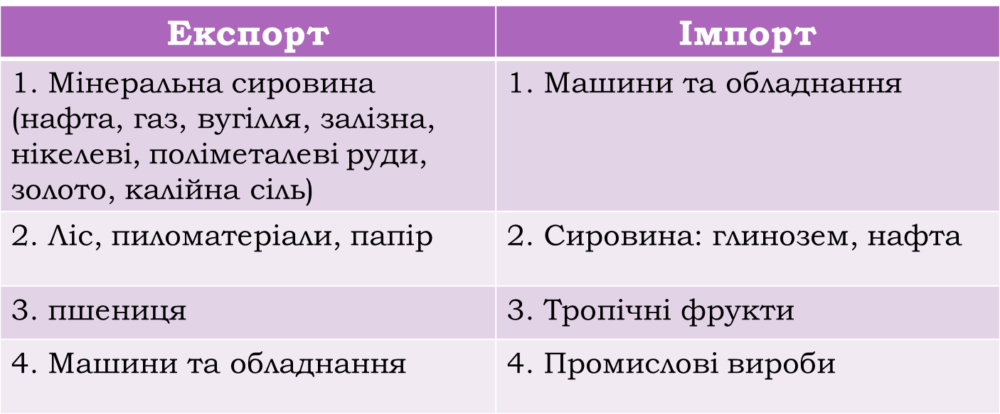 Експорт
Імпорт
1. Мінеральна сировина
(нафта, газ, вугілля, залізна,
нікелеві, поліметалеві руди,
золото, калійна сіль)
1. Машини та обладнання
2. Ліс, пиломатеріали, папір
2. Сировина: глинозем, нафта
3. пшениця
3. Тропічні фрукти
4. Машини та обладнання
4. Промислові вироби